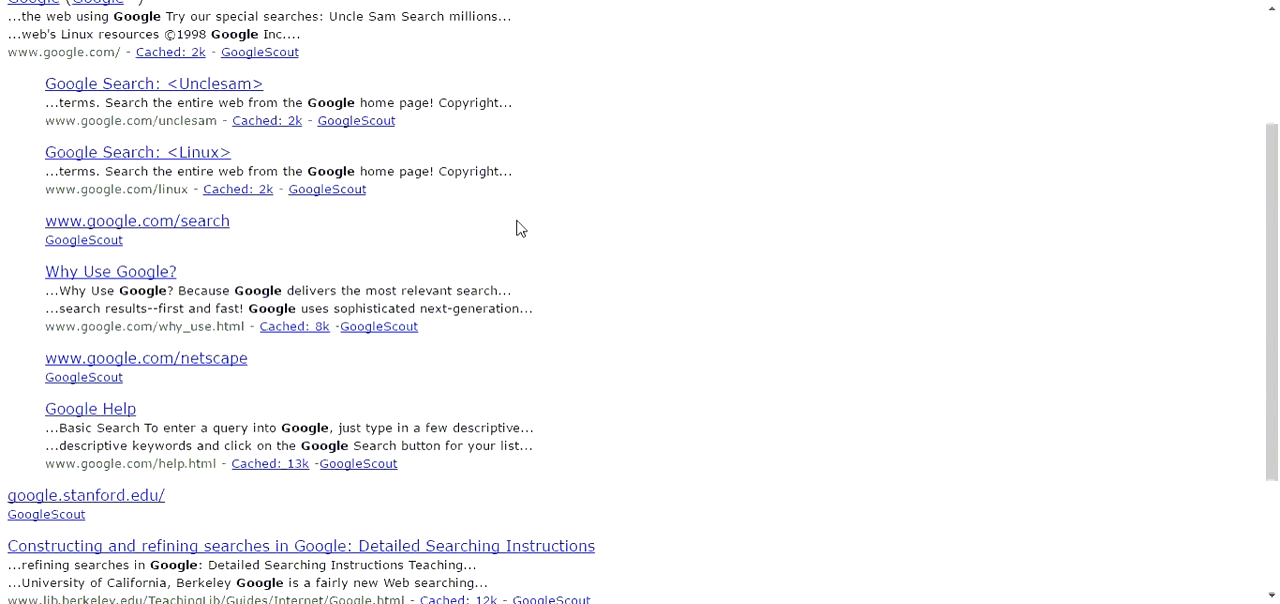 Google (Google )
...the web using Google Try our special searches: Uncle Sam Search millions...
...web's Linux resources ©1998 Google Inc....
www.google.com/ - Cached: 2k - GoogleScout
Google Search: <Unclesam>
...terms. Search the entire web from the Google home page! Copyright...
www.google.com/unclesam - Cached: 2k - GoogleScout
Google Search: <Linux>
...terms. Search the entire web from the Google home page! Copyright...
www.google.com/linux - Cached: 2k - GoogleScout
www.google.com/search
GoogleScout
Why Use Google?
...Why Use Google? Because Google delivers the most relevant search...
...search results--first and fast! Google uses sophisticated next-generation...
www.google.com/why_use.html - Cached: 8k -GoogleScout
www.google.com/netscape
GoogleScout
Google Help
...Basic Search To enter a query into Google, just type in a few descriptive...
...descriptive keywords and click on the Google Search button for your list...
www.google.com/help.html - Cached: 13k -GoogleScout
google.stanford.edu/
GoogleScout
Constructing and refining searches in Google: Detailed Searching Instructions
...refining searches in Google: Detailed Searching Instructions Teaching...
...University of California, Berkeley Google is a fairly new Web searching...
www.lib.berkeley.edu/TeachingLib/Guides/Internet/Google.html - Cached: 12k - GoogleScout